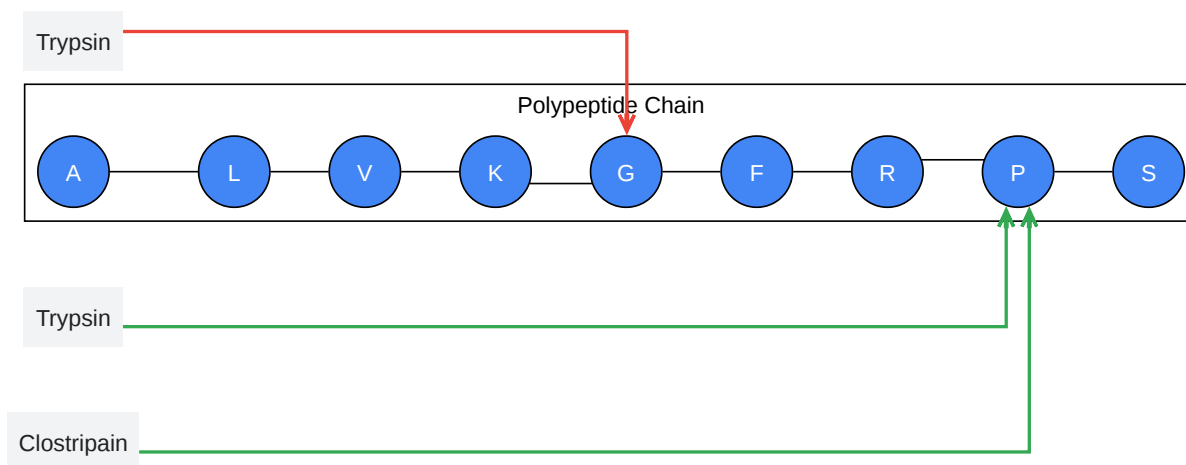 Trypsin
Polypeptide Chain
A L V K G F R P S
Trypsin
Clostripain